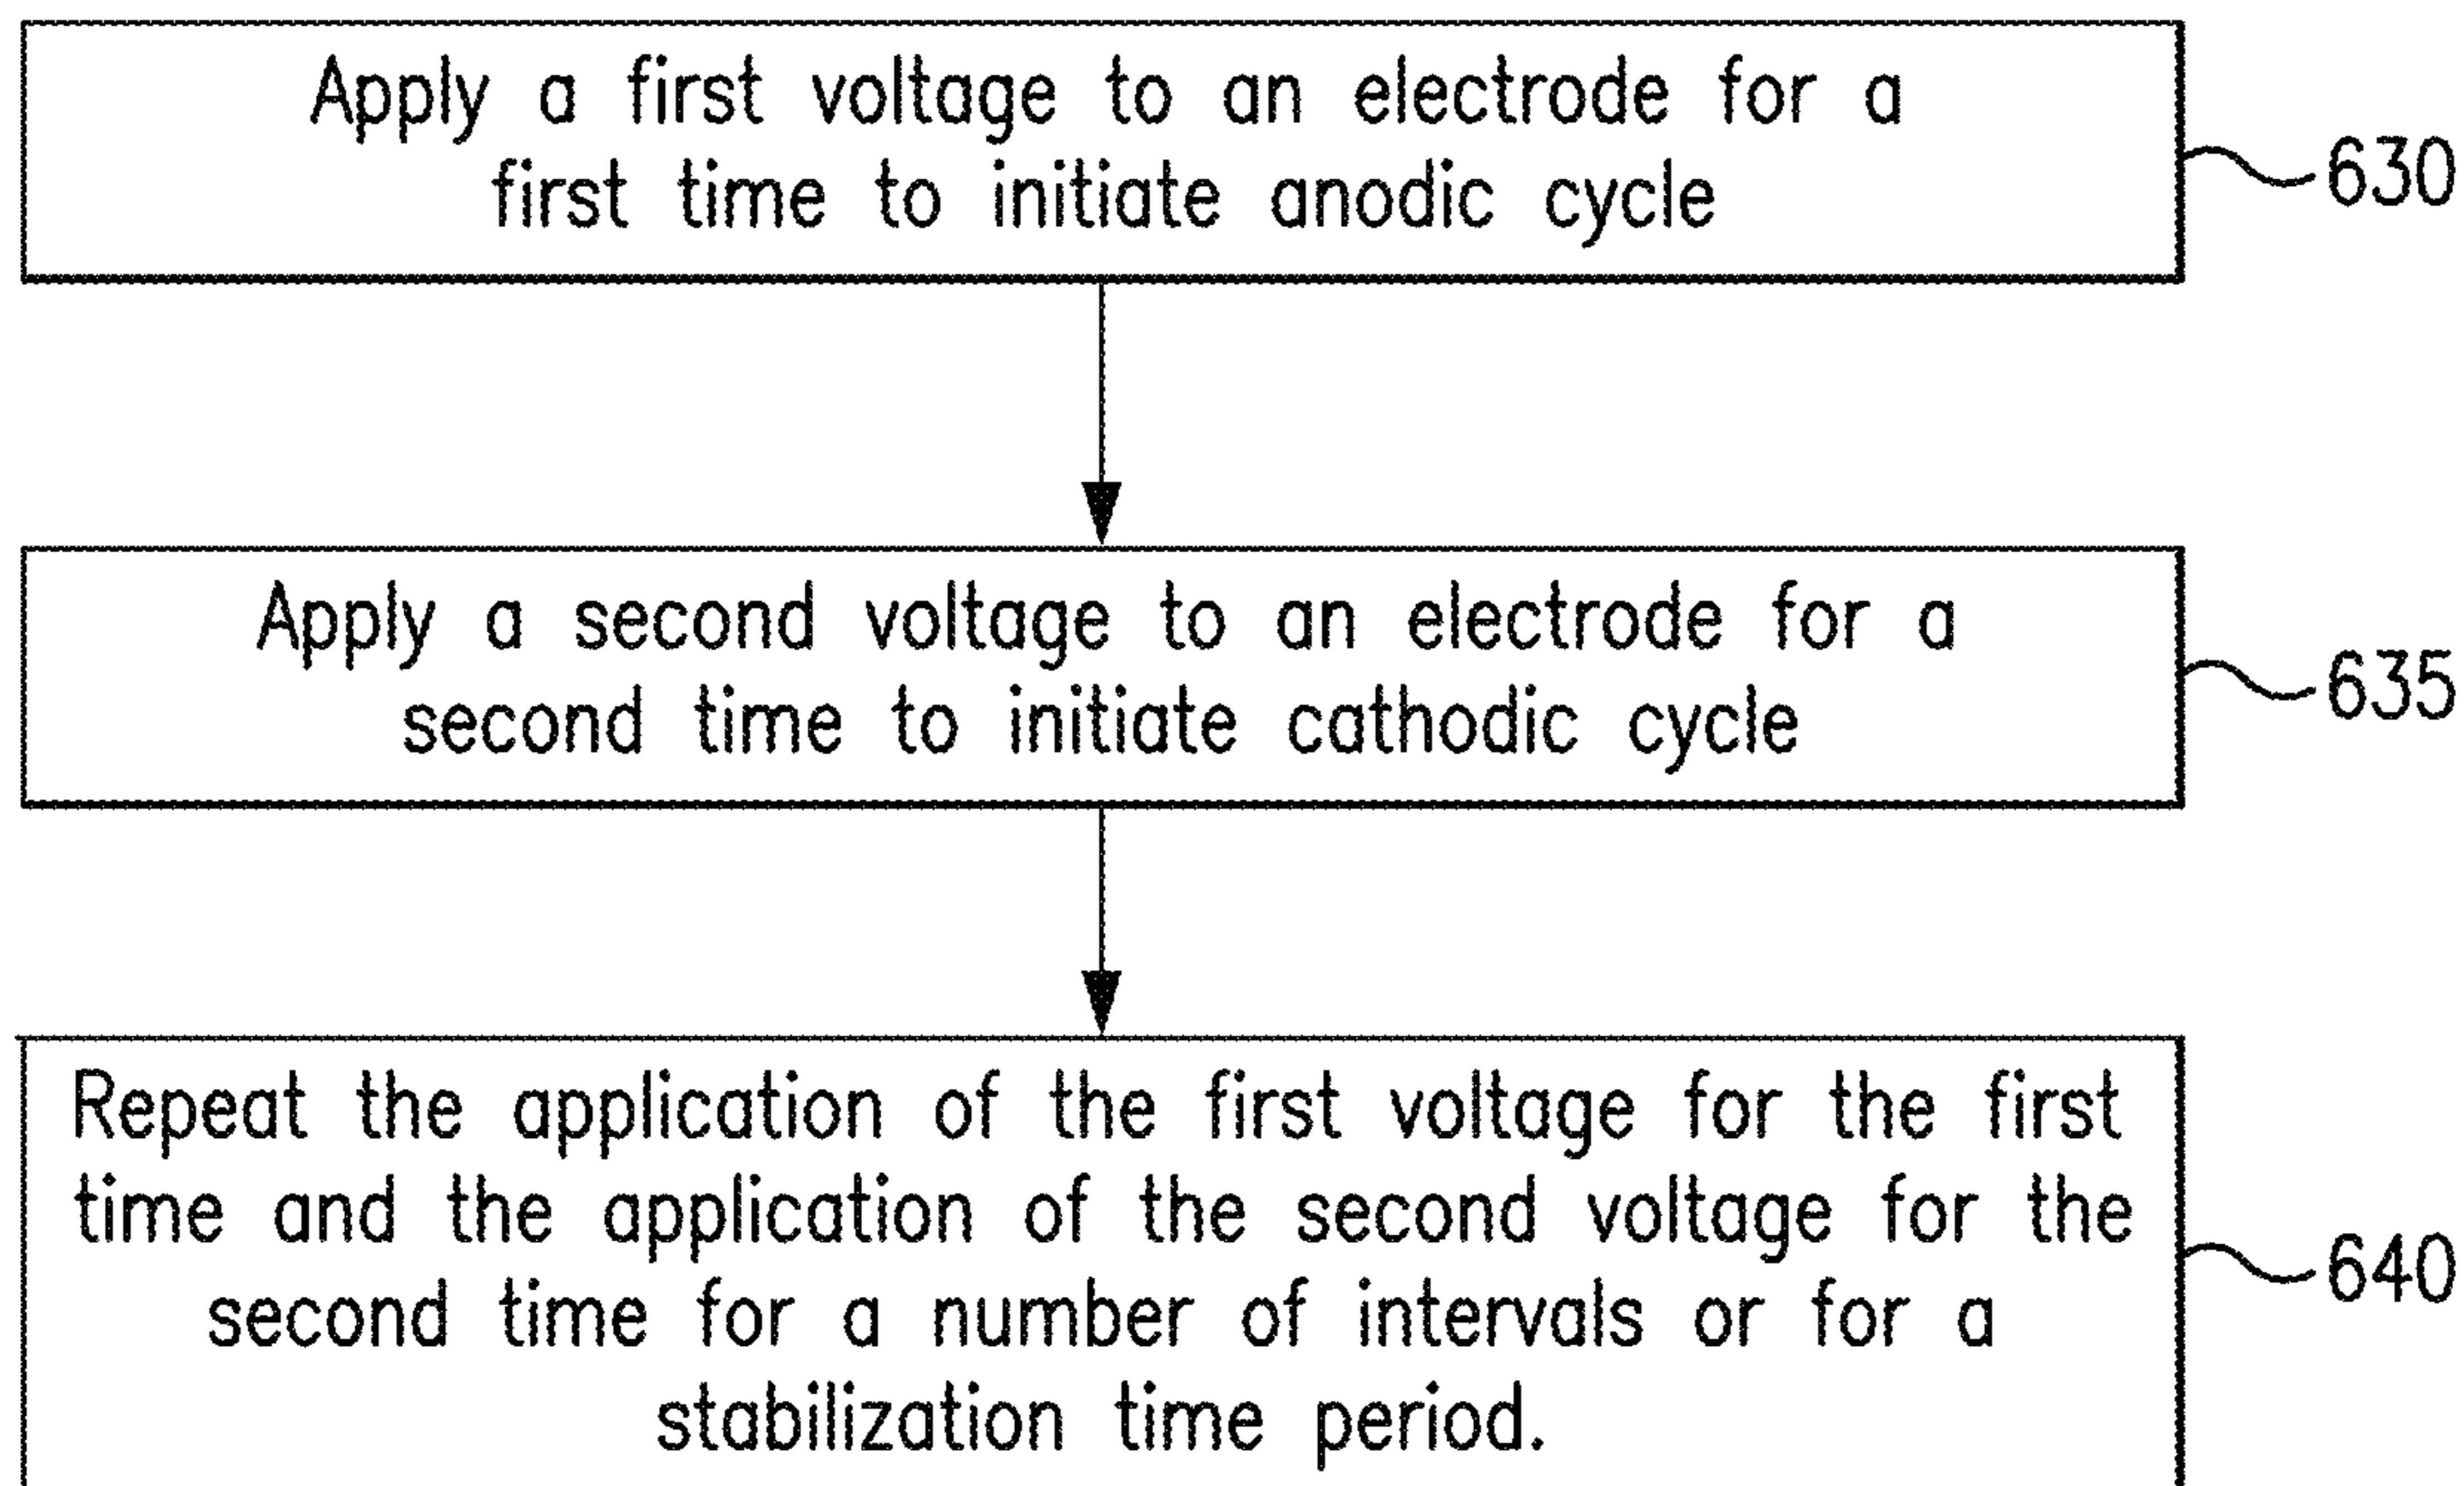 Apply a first voltage to an electrode for a
first time to initiate anodic cycle
630
Apply a second voltage to an electrode for a
second time to initiate cathodic cycle
635
Repeat the application of the first voltage for the first
time and the application of the second voltage for the
second time for a number of intervals or for a
stabilization time period.
640